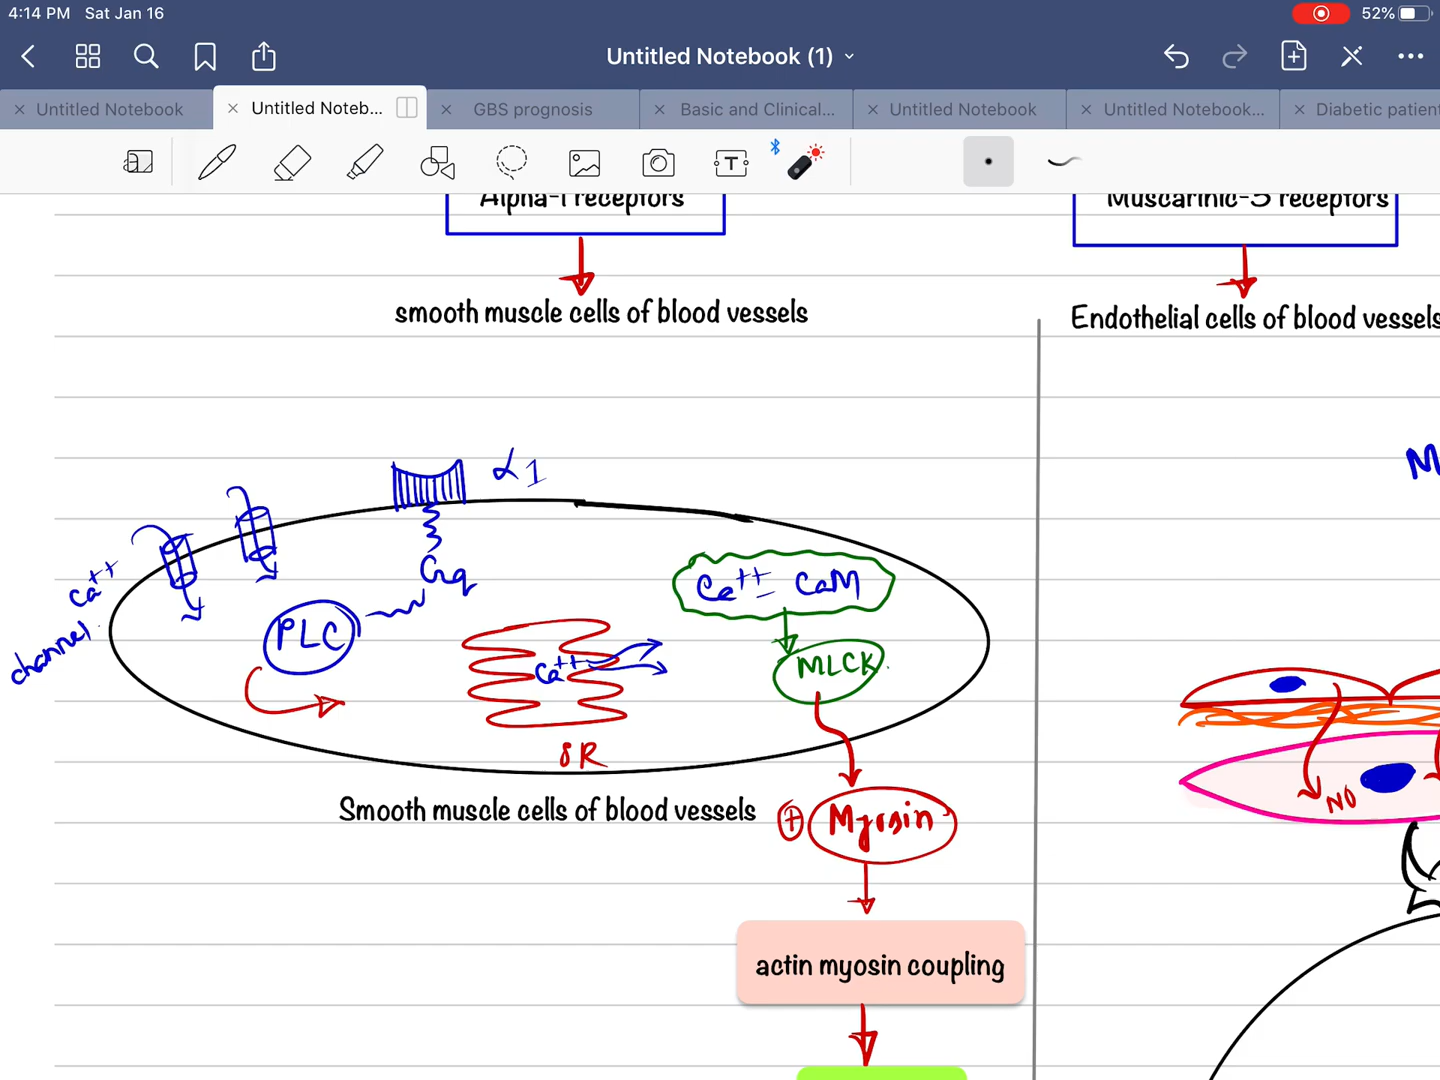 4:14 PM Sat Jan 16
52%
Untitled Notebook (1)
Untitled Notebook
Untitled Noteb...
GBS prognosis
Basic and Clinical...
Untitled Notebook
Untitled Notebook...
Diabetic patient
Alpha-1 receptors
Muscarinic-3 receptors
smooth muscle cells of blood vessels
Endothelial cells of blood vessels
M
α1
Ca++
channel
Gq
PLC
Ca++ CaM
Ca++
MLCK
SR
NO
Smooth muscle cells of blood vessels
+ Myosin
actin myosin coupling